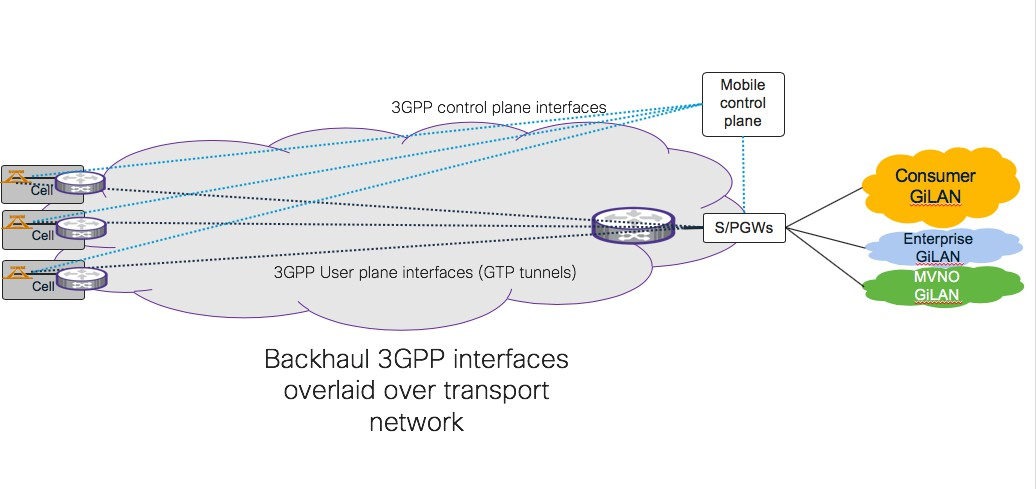 3GPP control plane interfaces
Mobile
control
plane
Cell
Cell
Cell
S/PGWs
Consumer
GiLAN
Enterprise
GiLAN
MVNO
GiLAN
3GPP User plane interfaces (GTP tunnels)
Backhaul 3GPP interfaces
overlaid over transport
network